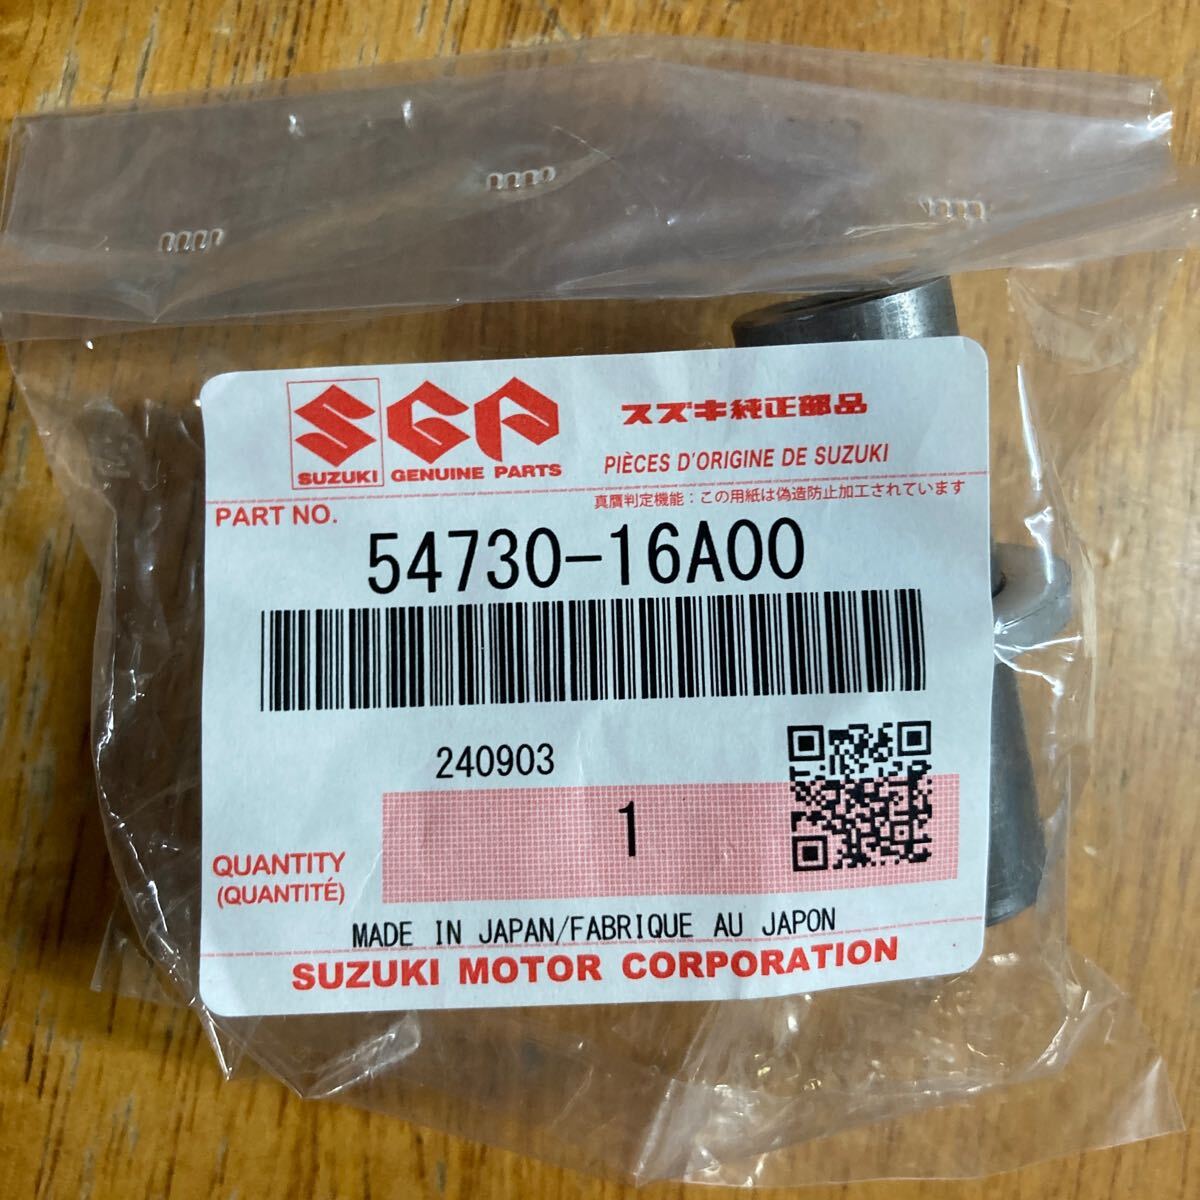 SGP スズキ純正部品
SUZUKI GENUINE PARTS PIÈCES D'ORIGINE DE SUZUKI
真贋判定機能:この用紙は偽造防止加工されています
PART NO.
54730-16A00
240903
1
QUANTITY
(QUANTITÉ)
MADE IN JAPAN/FABRIQUE AU JAPON
SUZUKI MOTOR CORPORATION